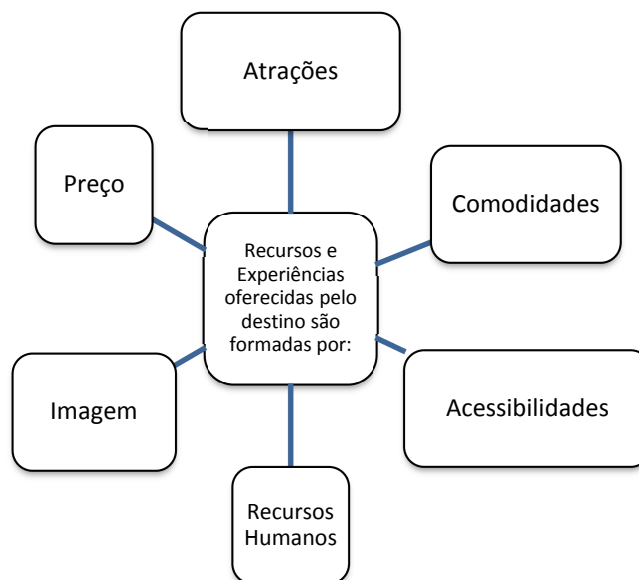 Atrações
Preço
Comodidades
Recursos e
Experiências
oferecidas pelo
destino são
formadas por:
Imagem
Acessibilidades
Recursos
Humanos